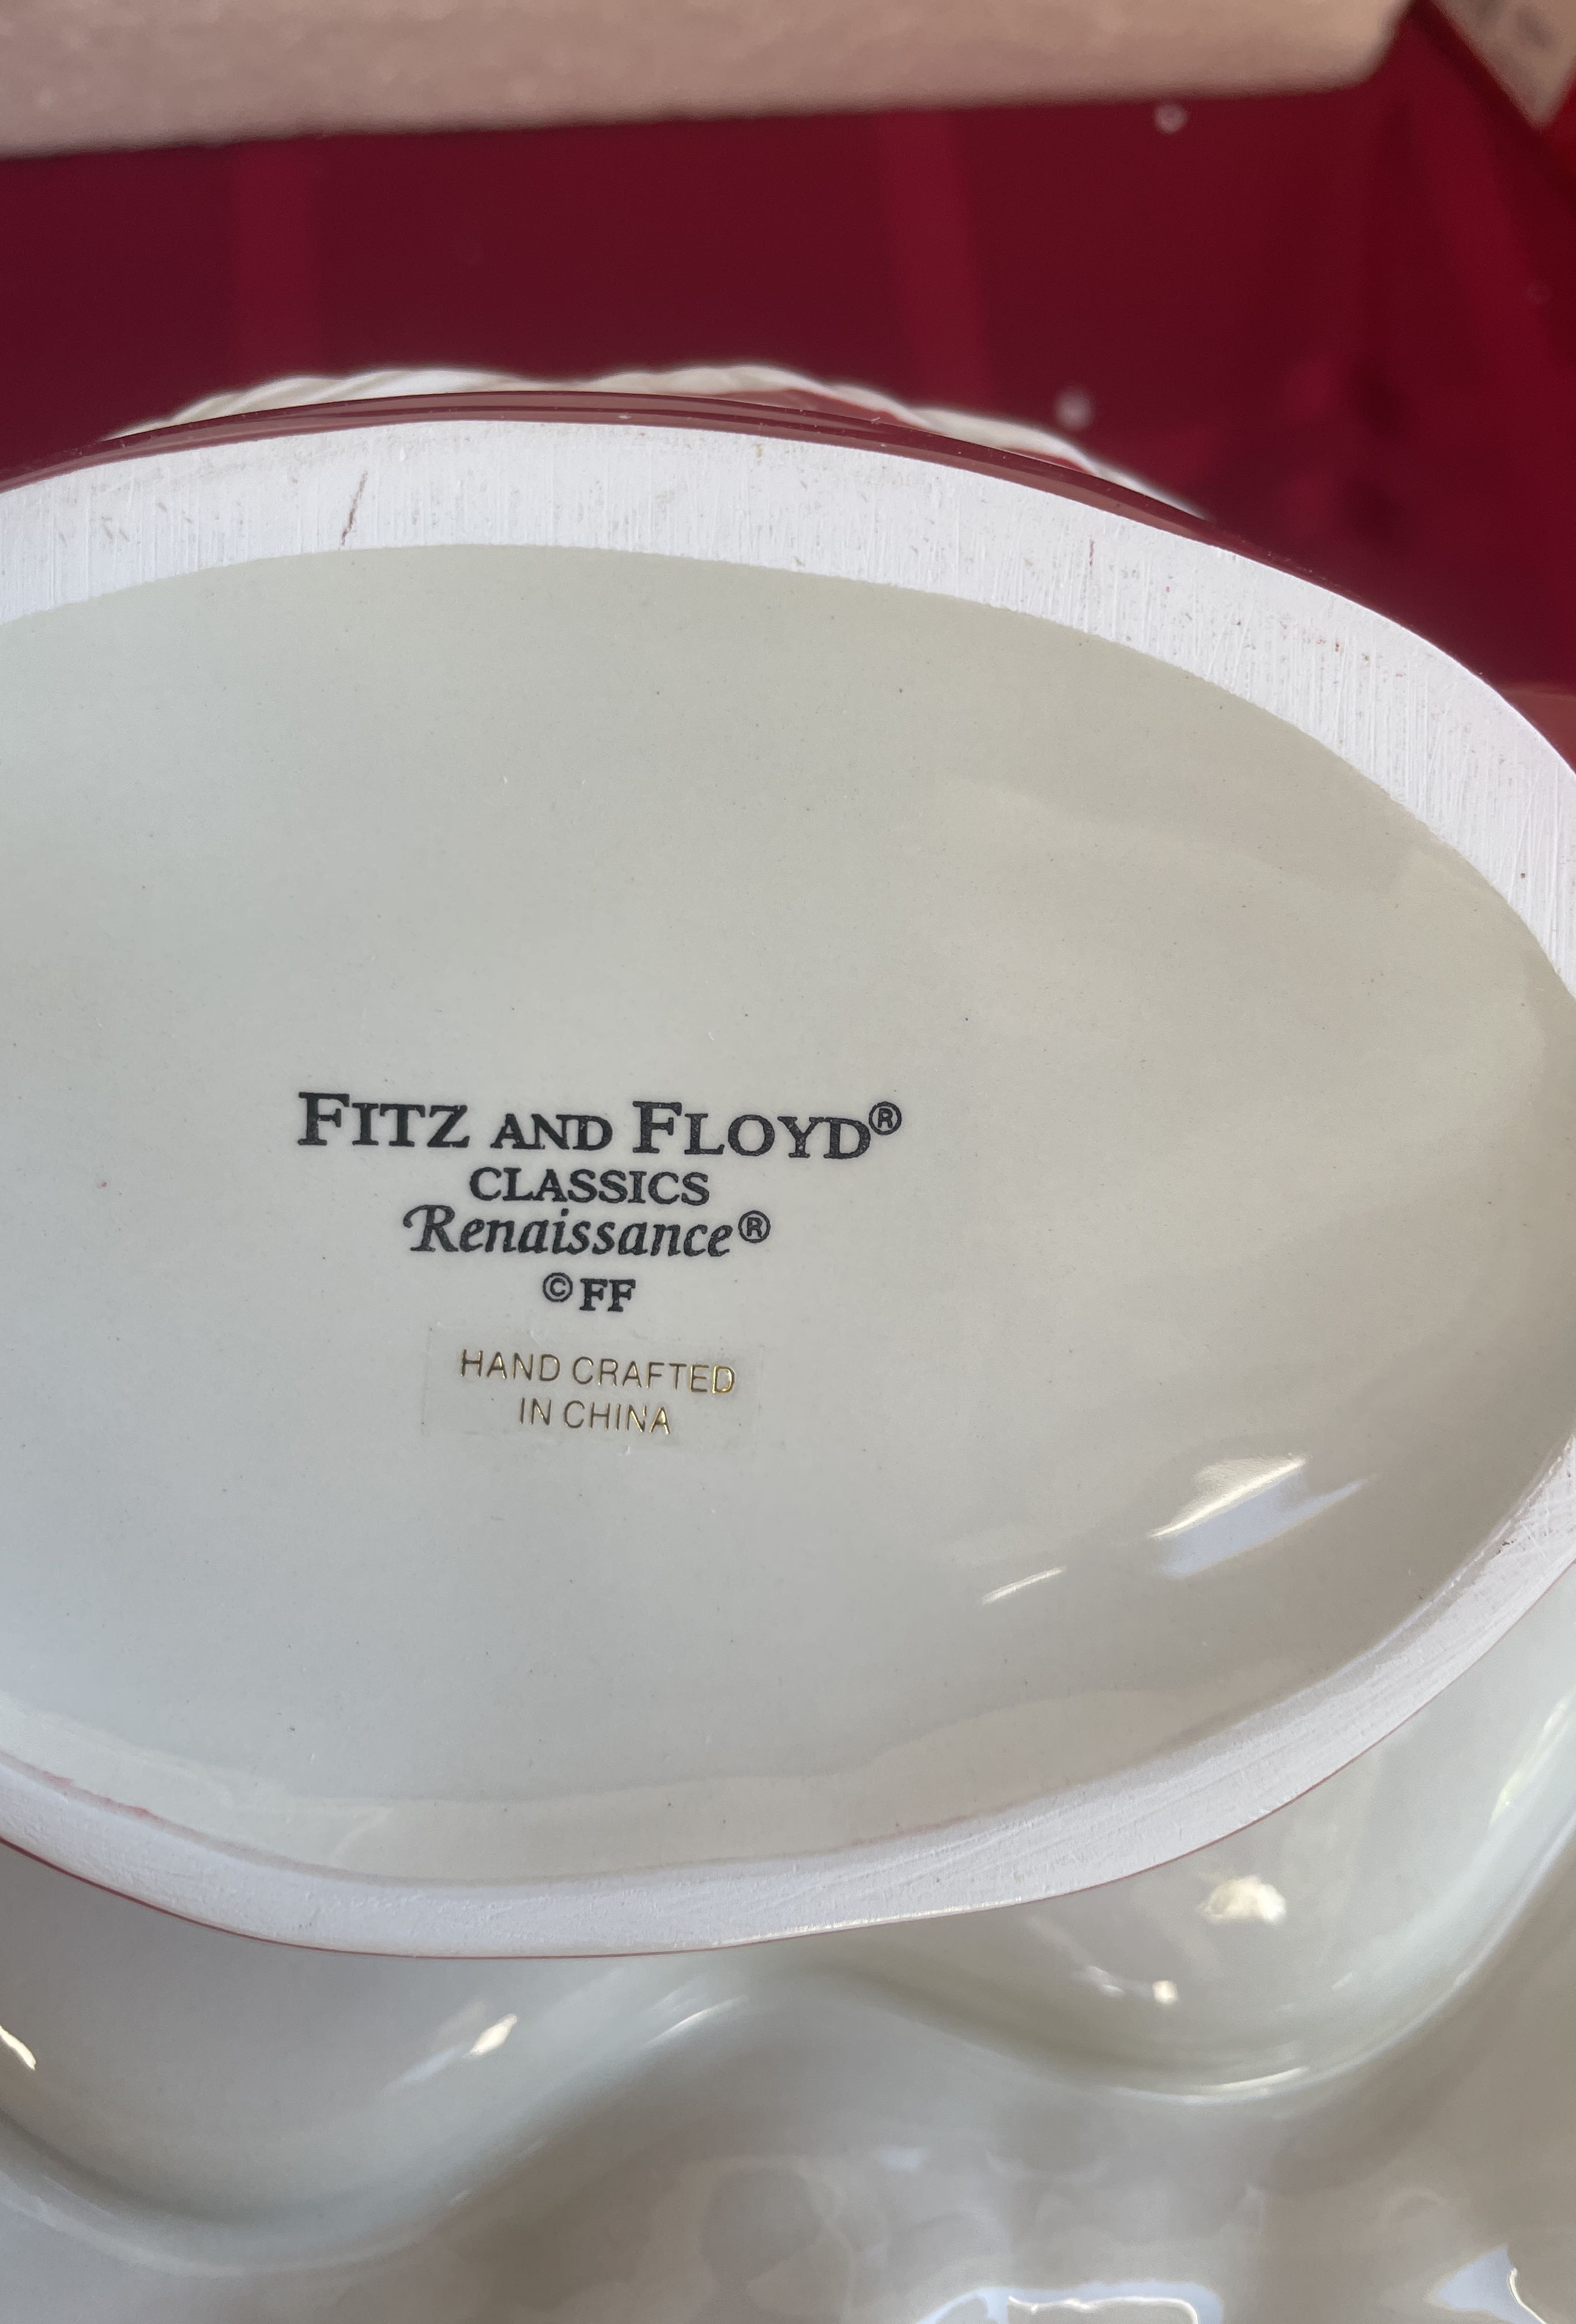 FITZ AND FLOYD®
CLASSICS
Renaissance®
©FF
HAND CRAFTED
IN CHINA